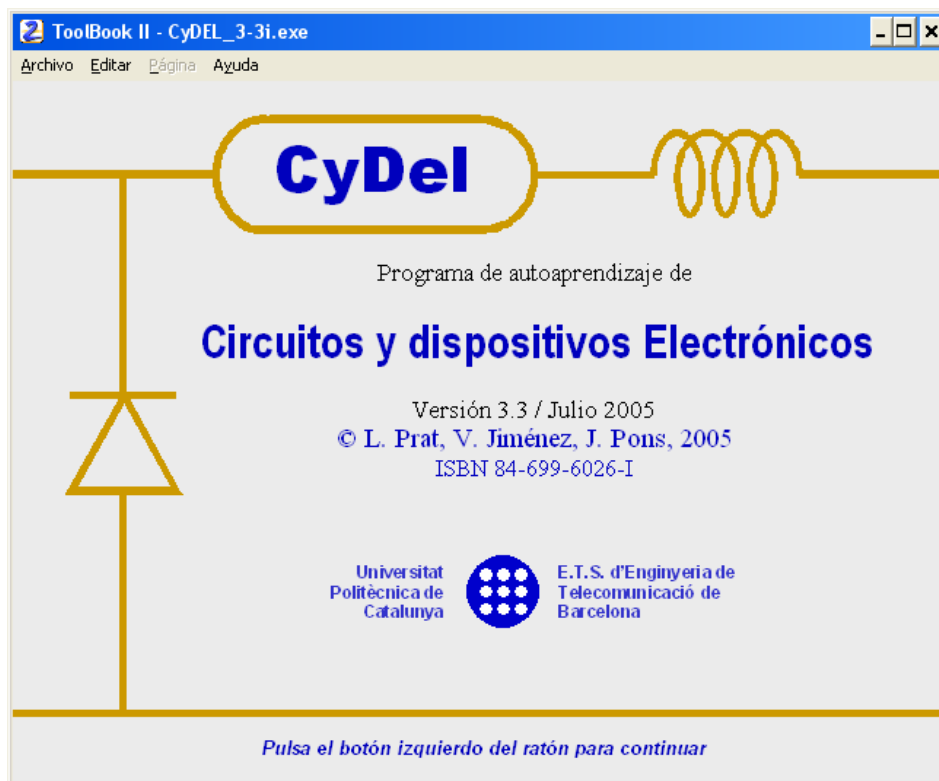 ToolBook II - CyDEL_3-3i.exe
Archivo Editar Página Ayuda
CyDel
Programa de autoaprendizaje de
Circuitos y dispositivos Electrónicos
Versión 3.3 / Julio 2005
© L. Prat, V. Jiménez, J. Pons, 2005
ISBN 84-699-6026-I
Universitat
Politècnica de
Catalunya
E.T.S. d'Enginyeria de
Telecomunicació de
Barcelona
Pulsa el botón izquierdo del ratón para continuar